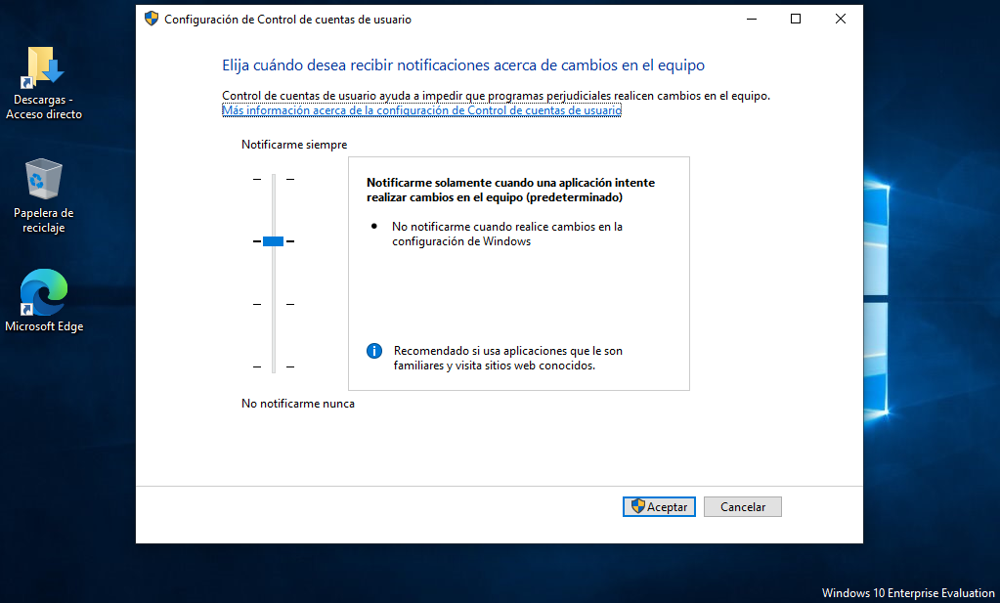 Configuración de Control de cuentas de usuario
Elija cuándo desea recibir notificaciones acerca de cambios en el equipo
Control de cuentas de usuario ayuda a impedir que programas perjudiciales realicen cambios en el equipo.
Más información acerca de la configuración de Control de cuentas de usuario
Notificarme siempre
Notificarme solamente cuando una aplicación intente
realizar cambios en el equipo (predeterminado)
No notificarme cuando realice cambios en la
configuración de Windows
Recomendado si usa aplicaciones que le son
familiares y visita sitios web conocidos.
No notificarme nunca
Aceptar
Cancelar
Descargas -
Acceso directo
Papelera de
reciclaje
Microsoft Edge
Windows 10 Enterprise Evaluation